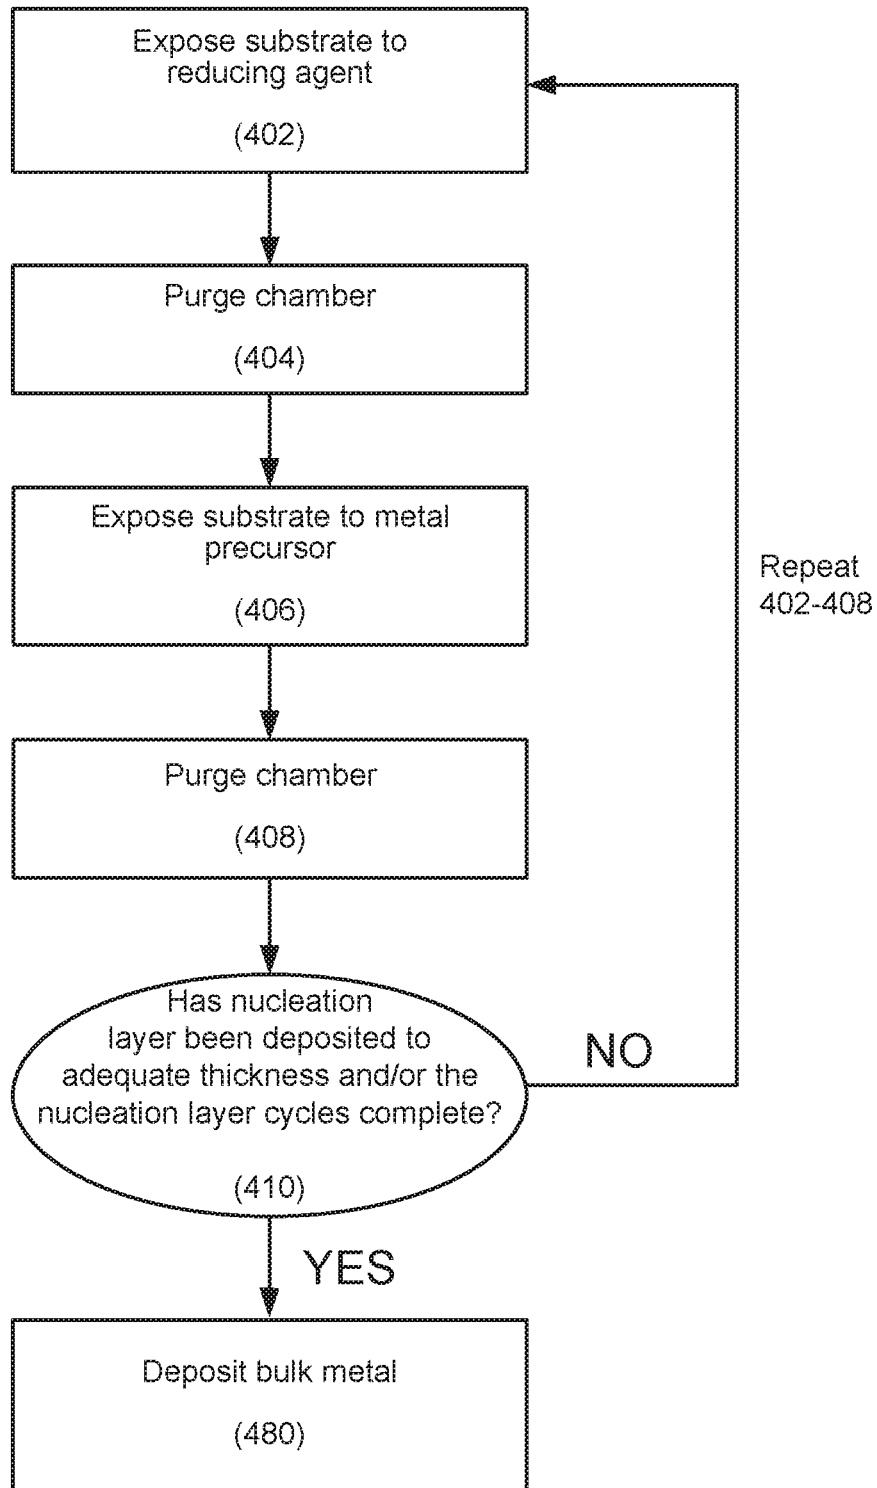 Expose substrate to
reducing agent
(402)
Purge chamber
(404)
Expose substrate to metal
precursor
(406)
Repeat
402-408
Purge chamber
(408)
Has nucleation
layer been deposited to
adequate thickness and/or the
nucleation layer cycles complete?
(410)
NO
YES
Deposit bulk metal
(480)